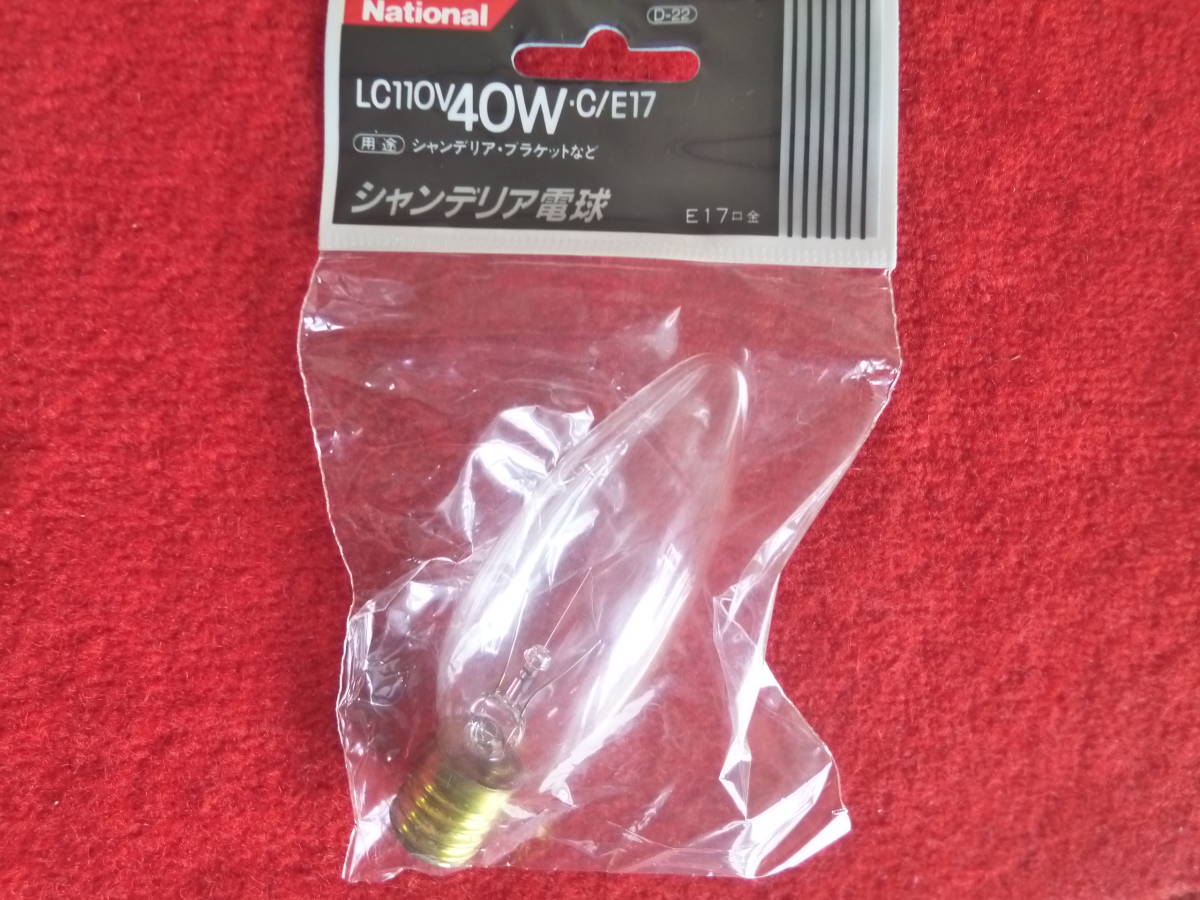 National
D-22
LC110V40W·C/E17
用途 シャンデリア・ブラケットなど
シャンデリア電球
E17口金